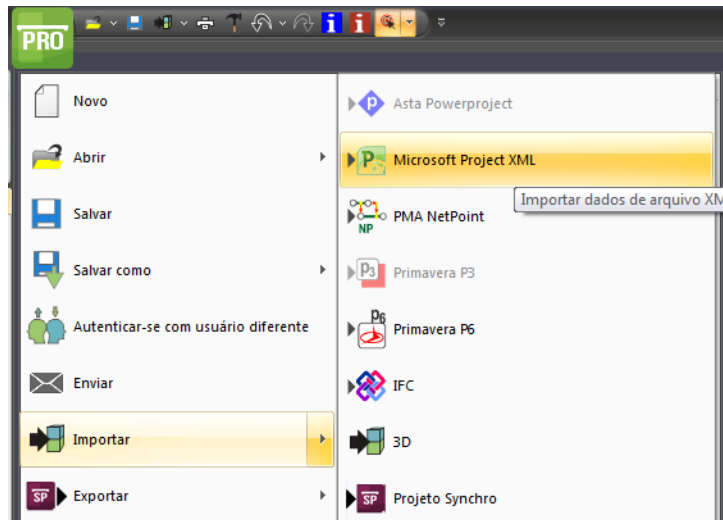 PRO
Novo
Abrir
Salvar
Salvar como
Autenticar-se com usuário diferente
Enviar
Importar
SP Exportar
Asta Powerproject
Microsoft Project XML
Importar dados de arquivo XM
NP PMA NetPoint
P3 Primavera P3
P6 Primavera P6
IFC
3D
SP Projeto Synchro